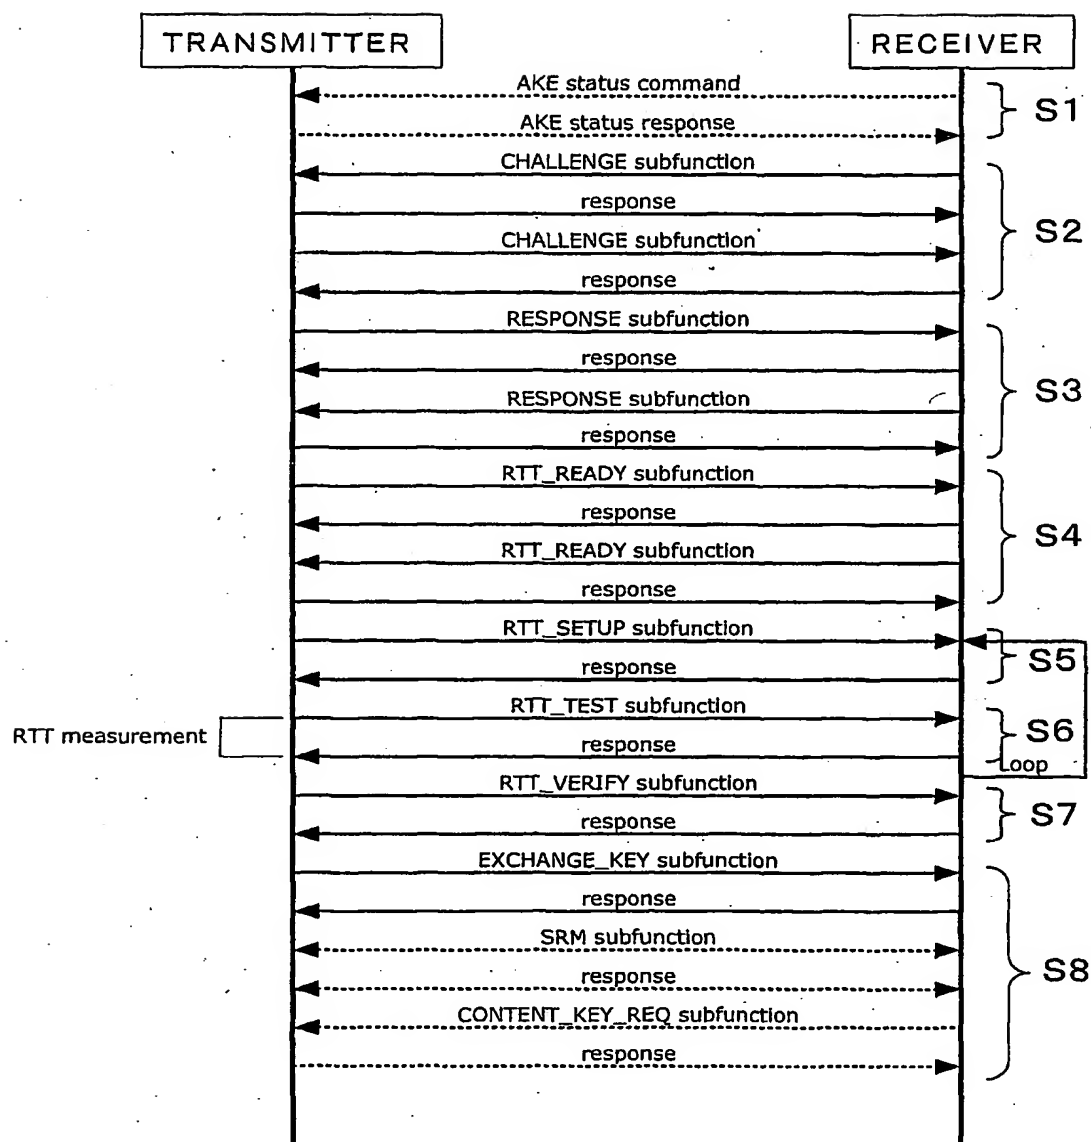 TRANSMITTER
RECEIVER
AKE status command
S1
AKE status response
CHALLENGE subfunction
response
S2
CHALLENGE subfunction
response
RESPONSE subfunction
response
S3
RESPONSE subfunction
response
RTT_READY subfunction
response
S4
RTT_READY subfunction
response
RTT_SETUP subfunction
S5
response
RTT_TEST subfunction
S6
RTT measurement
response
Loop
RTT_VERIFY subfunction
S7
response
EXCHANGE_KEY subfunction
response
SRM subfunction
S8
response
CONTENT_KEY_REQ subfunction
response